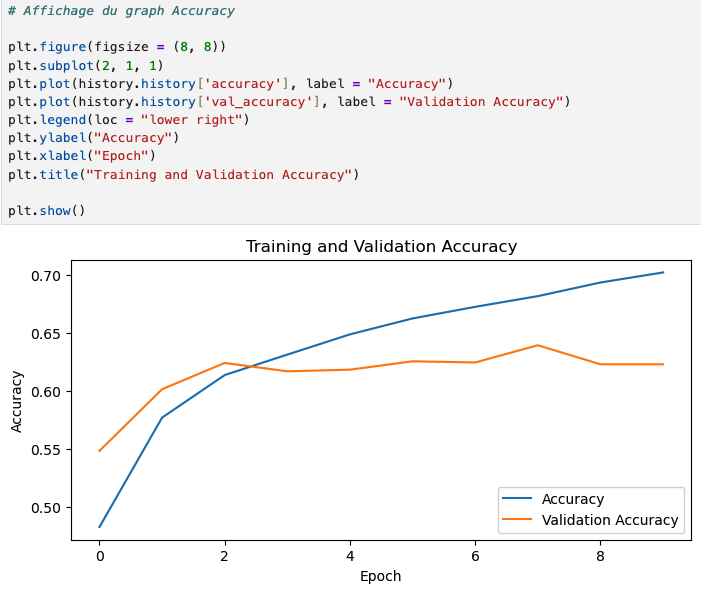 # Affichage du graph Accuracy
plt.figure(figsize = (8, 8))
plt.subplot(2, 1, 1)
plt.plot(history.history['accuracy'], label = "Accuracy")
plt.plot(history.history['val_accuracy'], label = "Validation Accuracy")
plt.legend(loc = "lower right")
plt.ylabel("Accuracy")
plt.xlabel("Epoch")
plt.title("Training and Validation Accuracy")
plt.show()
Training and Validation Accuracy
0.70
0.65
0.60
0.55
0.50
Accuracy
Accuracy
Validation Accuracy
0 2 4 6 8
Epoch